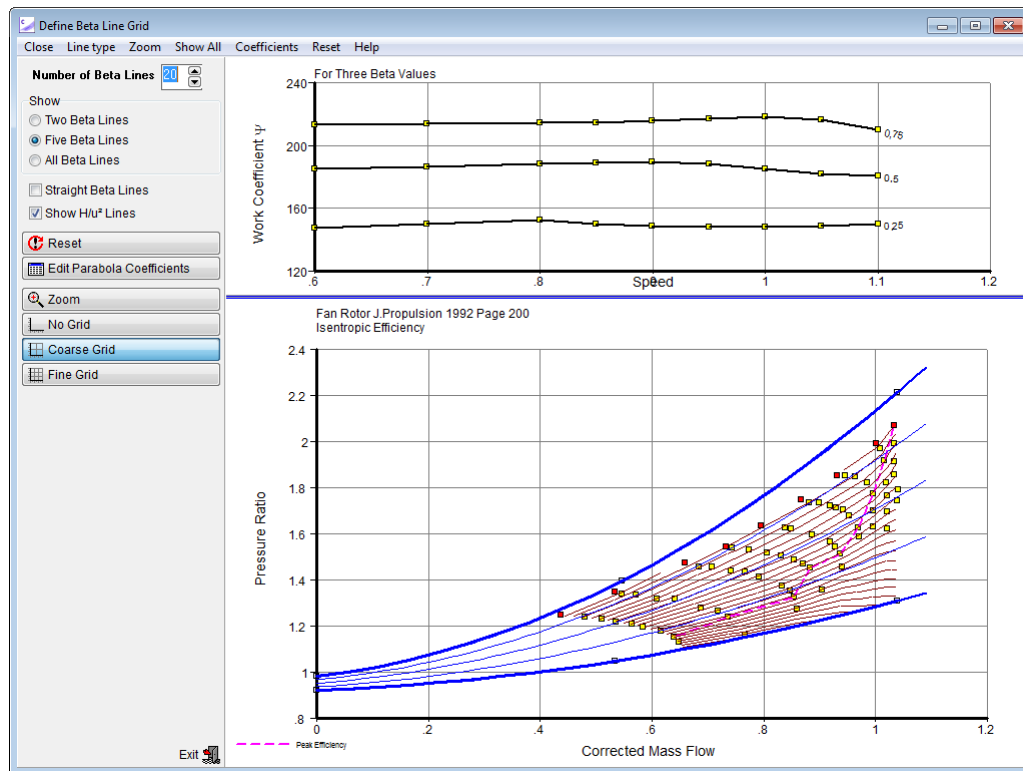 Define Beta Line Grid
Close Line type Zoom Show All Coefficients Reset Help
Number of Beta Lines 20
Show
Two Beta Lines
Five Beta Lines
All Beta Lines
Straight Beta Lines
Show H/u² Lines
Reset
Edit Parabola Coefficients
Zoom
No Grid
Coarse Grid
Fine Grid
Exit
For Three Beta Values
Work Coefficient Ψ
240
200
160
120
0,75
0,5
0,25
.6 .7 .8 .9 1 1.1 1.2
Speed
Fan Rotor J.Propulsion 1992 Page 200
Isentropic Efficiency
Pressure Ratio
2.4
2.2
2
1.8
1.6
1.4
1.2
1
.8
0 .2 .4 .6 .8 1 1.2
Peak Efficiency
Corrected Mass Flow